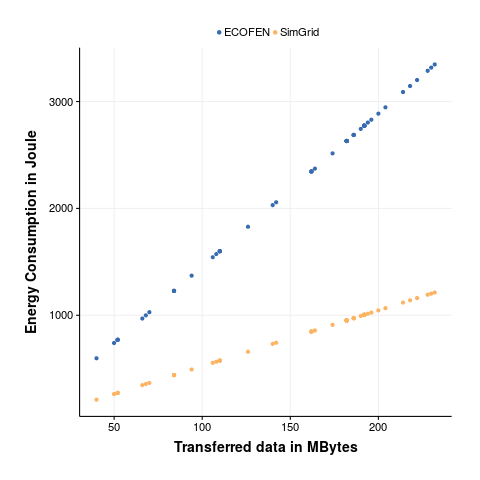 ECOFEN SimGrid
Energy Consumption in Joule
3000
2000
1000
50 100 150 200
Transferred data in MBytes